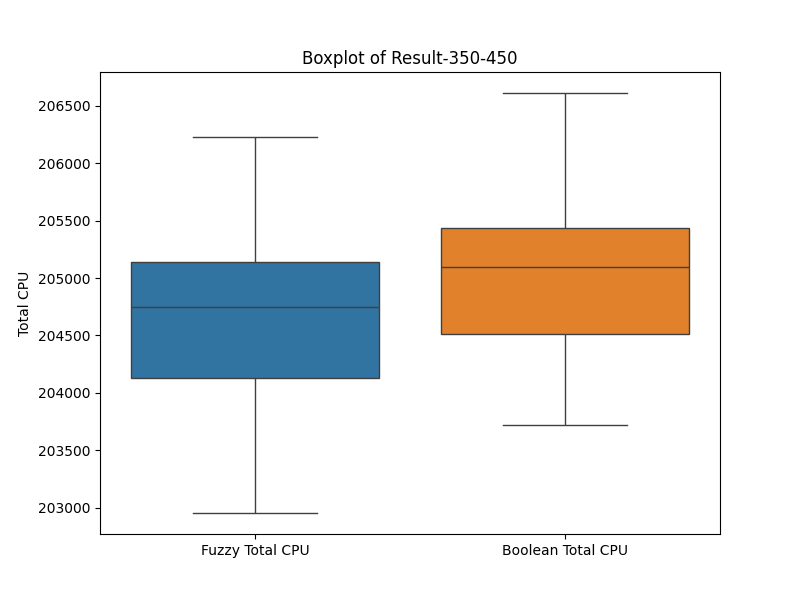 Boxplot of Result-350-450
206500
206000
205500
205000
204500
204000
203500
203000
Total CPU
Fuzzy Total CPU
Boolean Total CPU